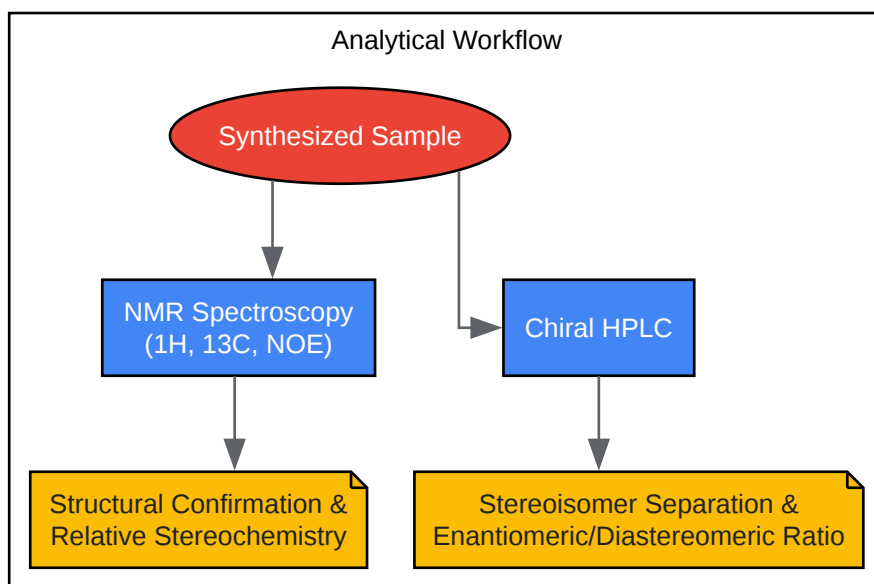 Analytical Workflow
Synthesized Sample
NMR Spectroscopy
(1H, 13C, NOE)
Chiral HPLC
Structural Confirmation &
Relative Stereochemistry
Stereoisomer Separation &
Enantiomeric/Diastereomeric Ratio